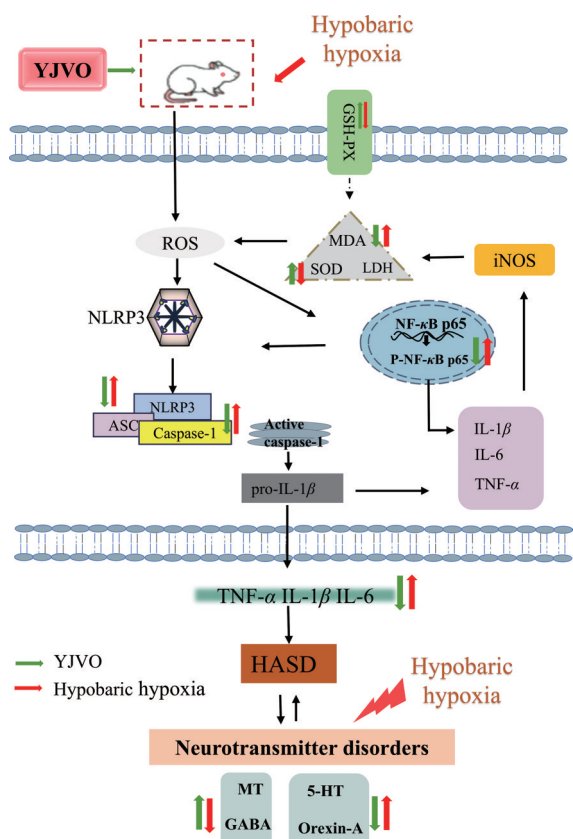 Hypobaric
hypoxia
YJVO
GSH-PX
ROS
MDA
SOD
LDH
iNOS
NLRP3
NF-κB p65
P-NF-κB p65
NLRP3
ASC
Caspase-1
Active
caspase-1
pro-IL-1β
IL-1β
IL-6
TNF-α
TNF-α IL-1β IL-6
HASD
YJVO
Hypobaric hypoxia
Hypobaric
hypoxia
Neurotransmitter disorders
MT
GABA
5-HT
Orexin-A